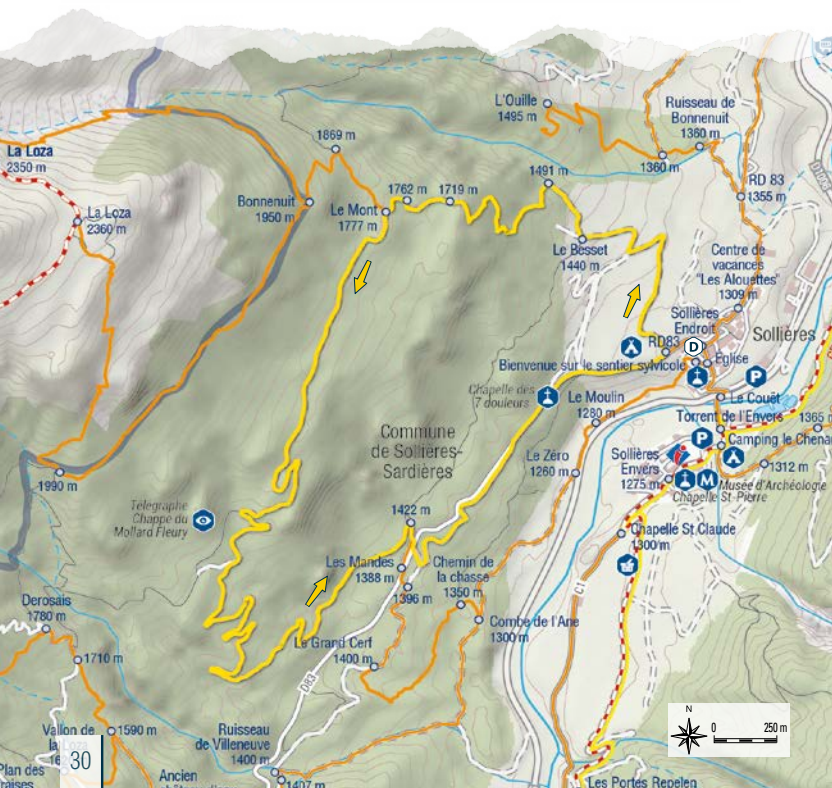 L'Ouille
1495 m
Ruisseau de
Bonnenuit
1360 m
1360 m
1869 m
La Loza
2350 m
La Loza
2360 m
Bonnenuit
1950 m
Le Mont
1777 m
1762 m
1719 m
1491 m
RD 83
1355 m
Le Besset
1440 m
Centre de
vacances
"Les Alouettes"
1309 m
Sollières
Endroit
Sollières
RD83
D
Eglise
Bienvenue sur le sentier sylvicole
P
Chapelle des
7 douleurs
Le Moulin
1280 m
Le Couët
Torrent de l'Envers
1365 m
P
Camping le Chenan
Commune
de Sollières-
Sardières
Le Zéro
1260 m
Sollières
Envers
1275 m
1312 m
M
Musée d'Archéologie
Chapelle St-Pierre
1990 m
Télégraphe
Chappe du
Mollard Fleury
1422 m
Chapelle St Claude
1300 m
Les Mandes
1388 m
Chemin de
la chasse
1350 m
1396 m
C1
Combe de l'Ane
1300 m
Derosais
1780 m
Le Grand Cerf
1400 m
1710 m
D83
N
0 250 m
Vallon de
la Loza
1590 m
Ruisseau
de Villeneuve
1400 m
30
Plan des
Ancien
1407 m
Les Portes Repelen